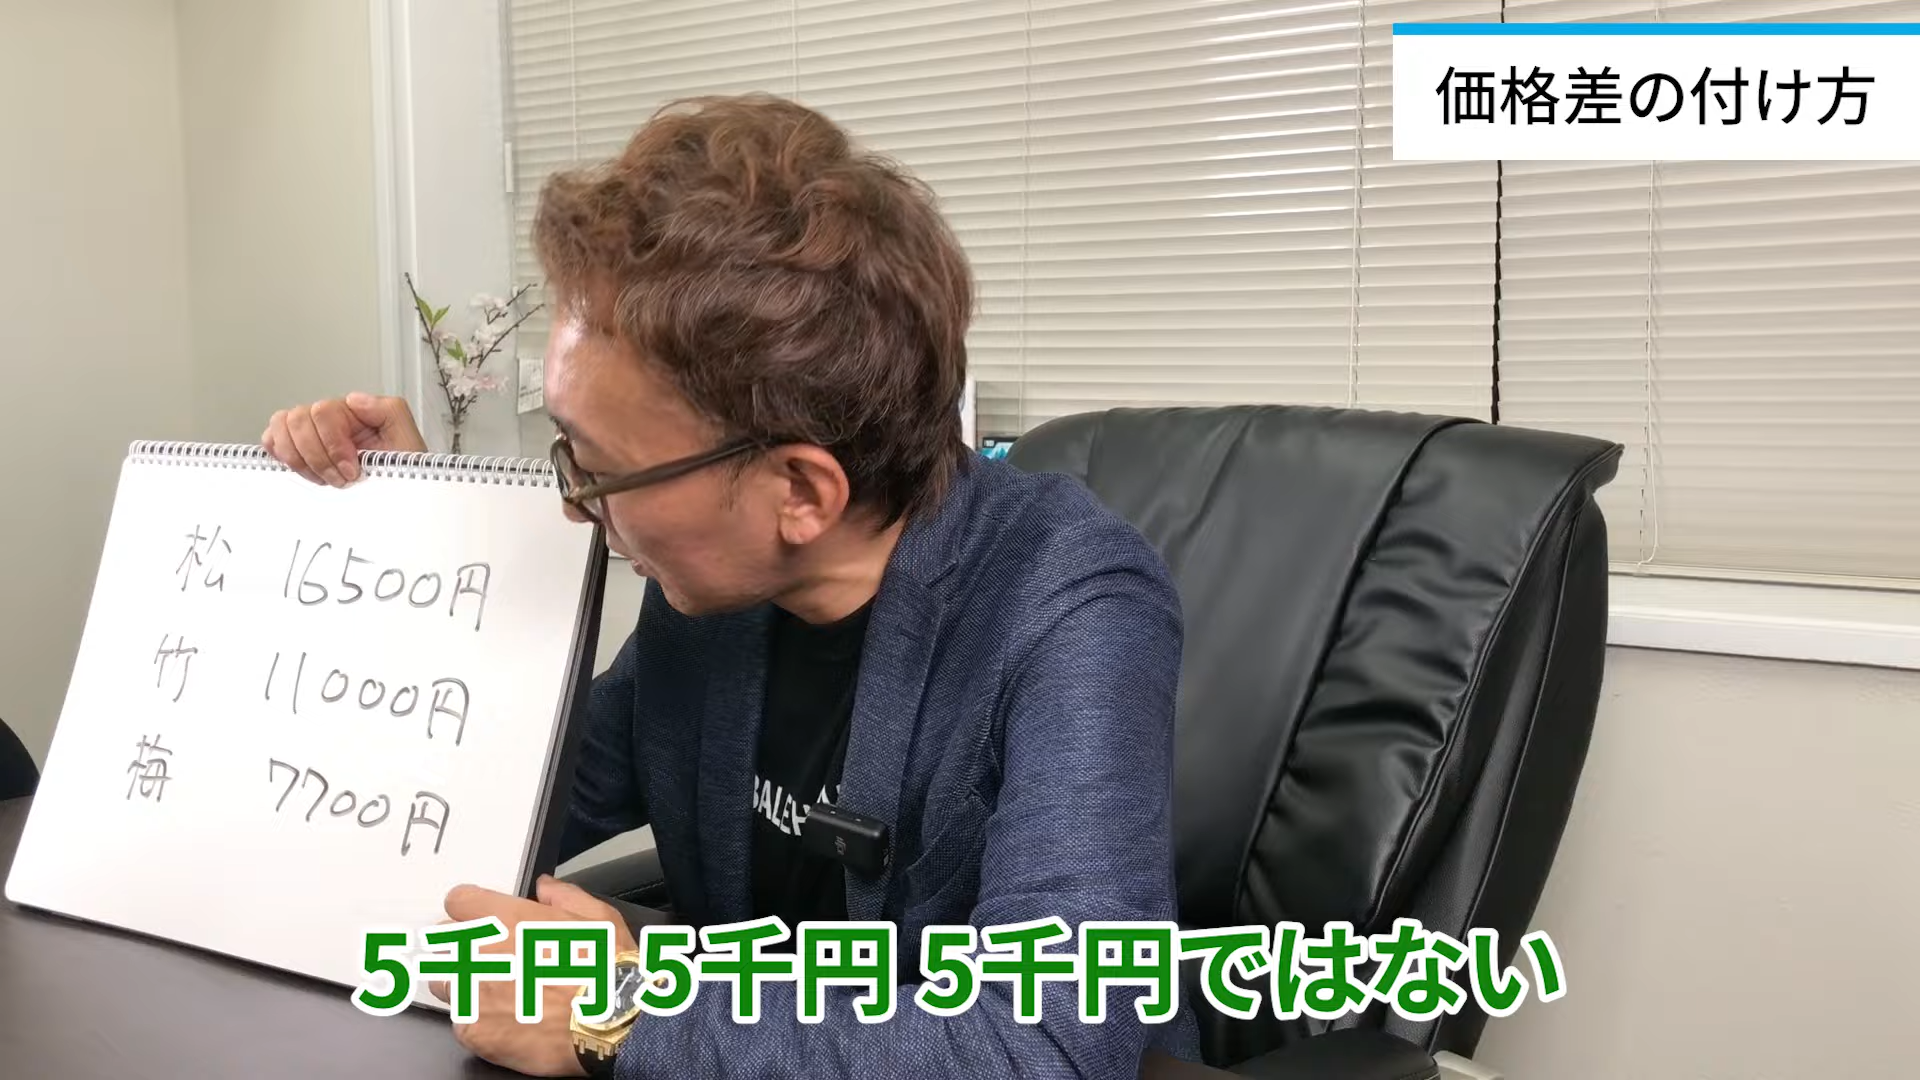 価格差の付け方
松 16500円
竹 11000円
梅 7700円
5千円 5千円 5千円ではない